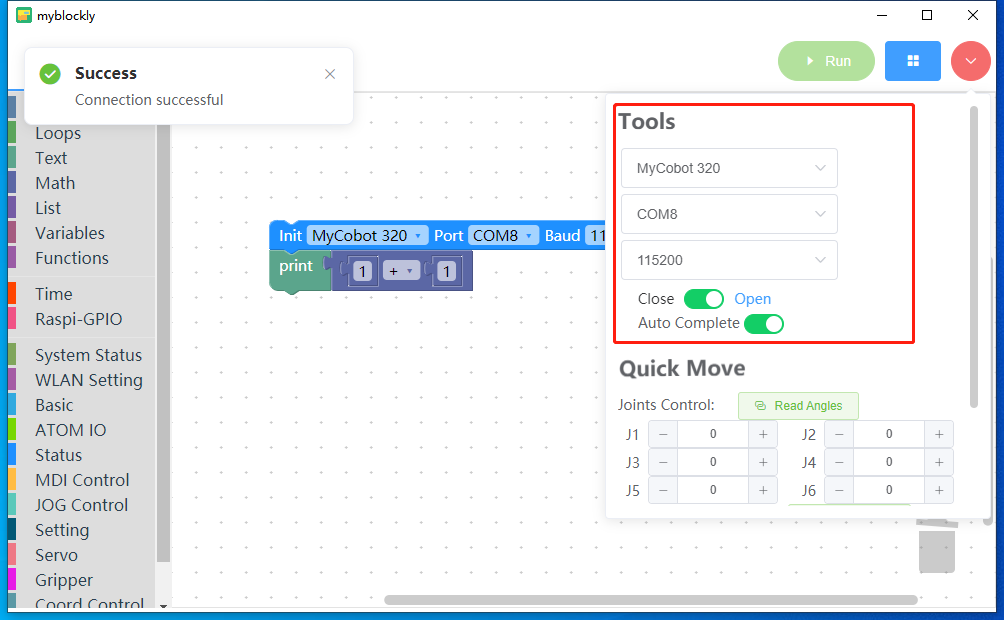 myblockly
Success
Connection successful
Run
Loops
Text
Math
List
Variables
Functions
Time
Raspi-GPIO
System Status
WLAN Setting
Basic
ATOM IO
Status
MDI Control
JOG Control
Setting
Servo
Gripper
Coord Control
Init MyCobot 320 Port COM8 Baud 11
print 1 + 1
Tools
MyCobot 320
COM8
115200
Close Open
Auto Complete
Quick Move
Joints Control: Read Angles
J1 − 0 + J2 − 0 +
J3 − 0 + J4 − 0 +
J5 − 0 + J6 − 0 +